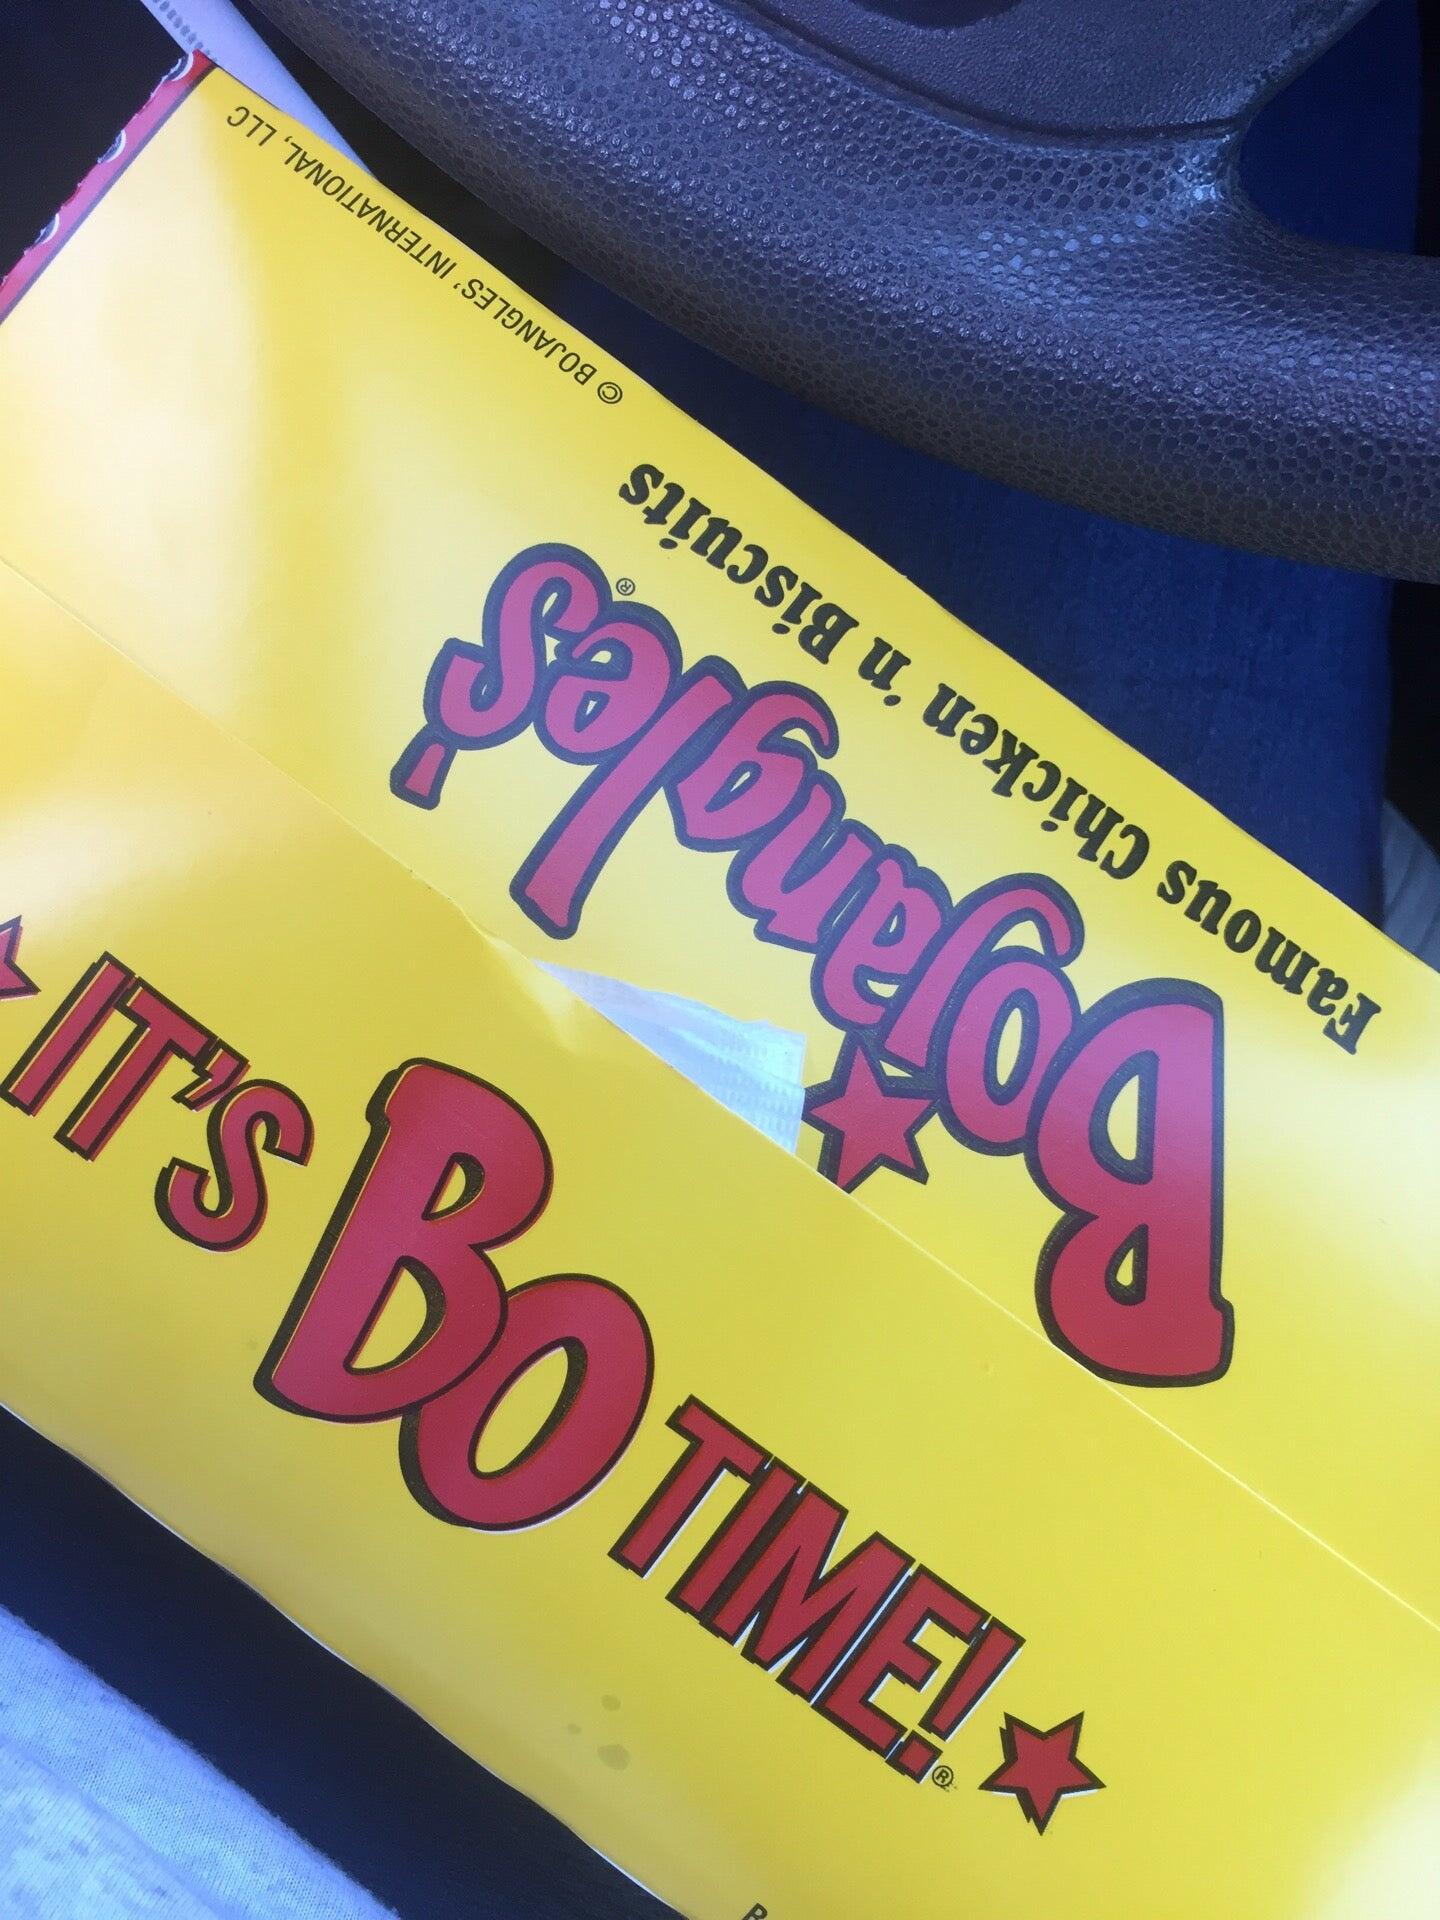 © BOJANGLES' INTERNATIONAL, LLC
Famous Chicken 'n Biscuits
Bojangles'®
IT'S BO TIME!®